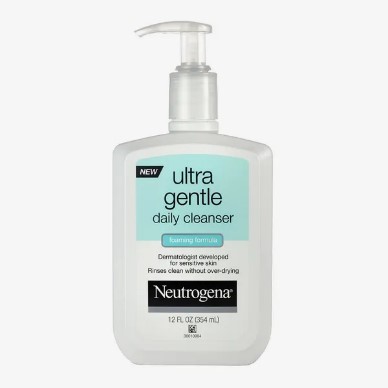 NEW
ultra
gentle
daily cleanser
foaming formula
Dermatologist developed
for sensitive skin
Rinses clean without over-drying
Neutrogena®
12 FL OZ (354 mL)